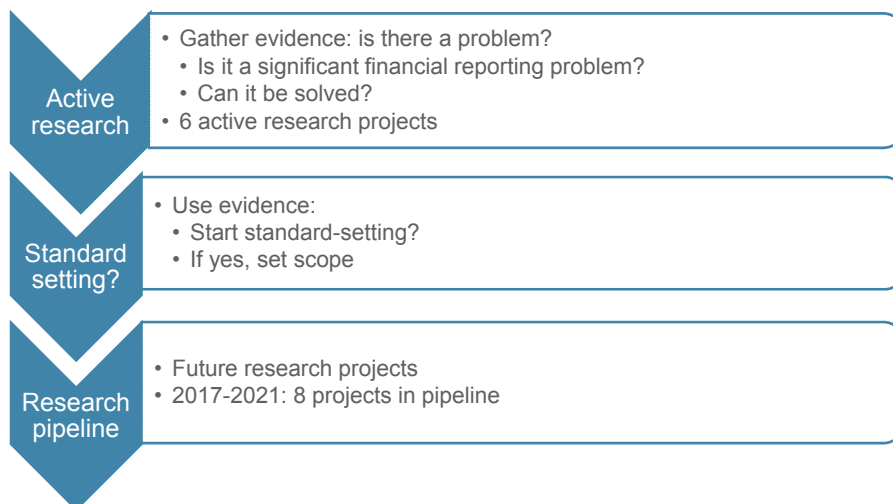 Active
research
• Gather evidence: is there a problem?
• Is it a significant financial reporting problem?
• Can it be solved?
• 6 active research projects
Standard
setting?
• Use evidence:
• Start standard-setting?
• If yes, set scope
Research
pipeline
• Future research projects
• 2017-2021: 8 projects in pipeline